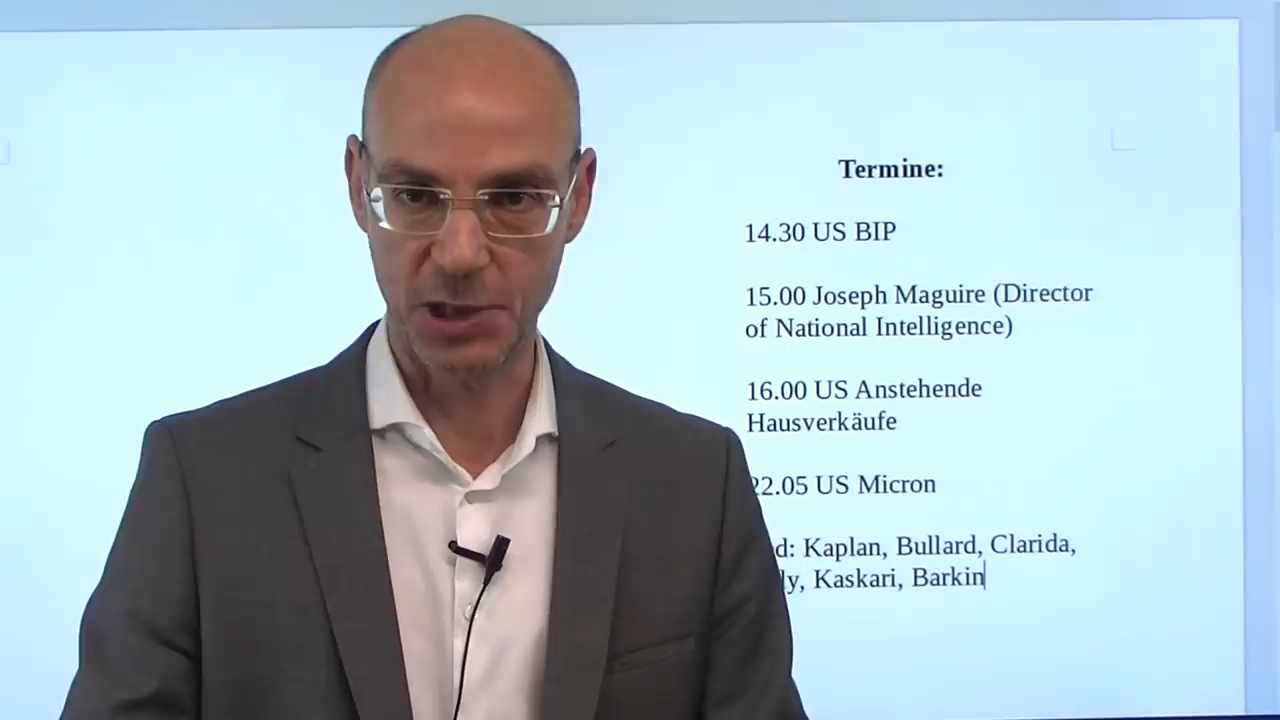 Termine:
14.30 US BIP
15.00 Joseph Maguire (Director
of National Intelligence)
16.00 US Anstehende
Hausverkäufe
22.05 US Micron
Kaplan, Bullard, Clarida,
Kaskari, Barkin